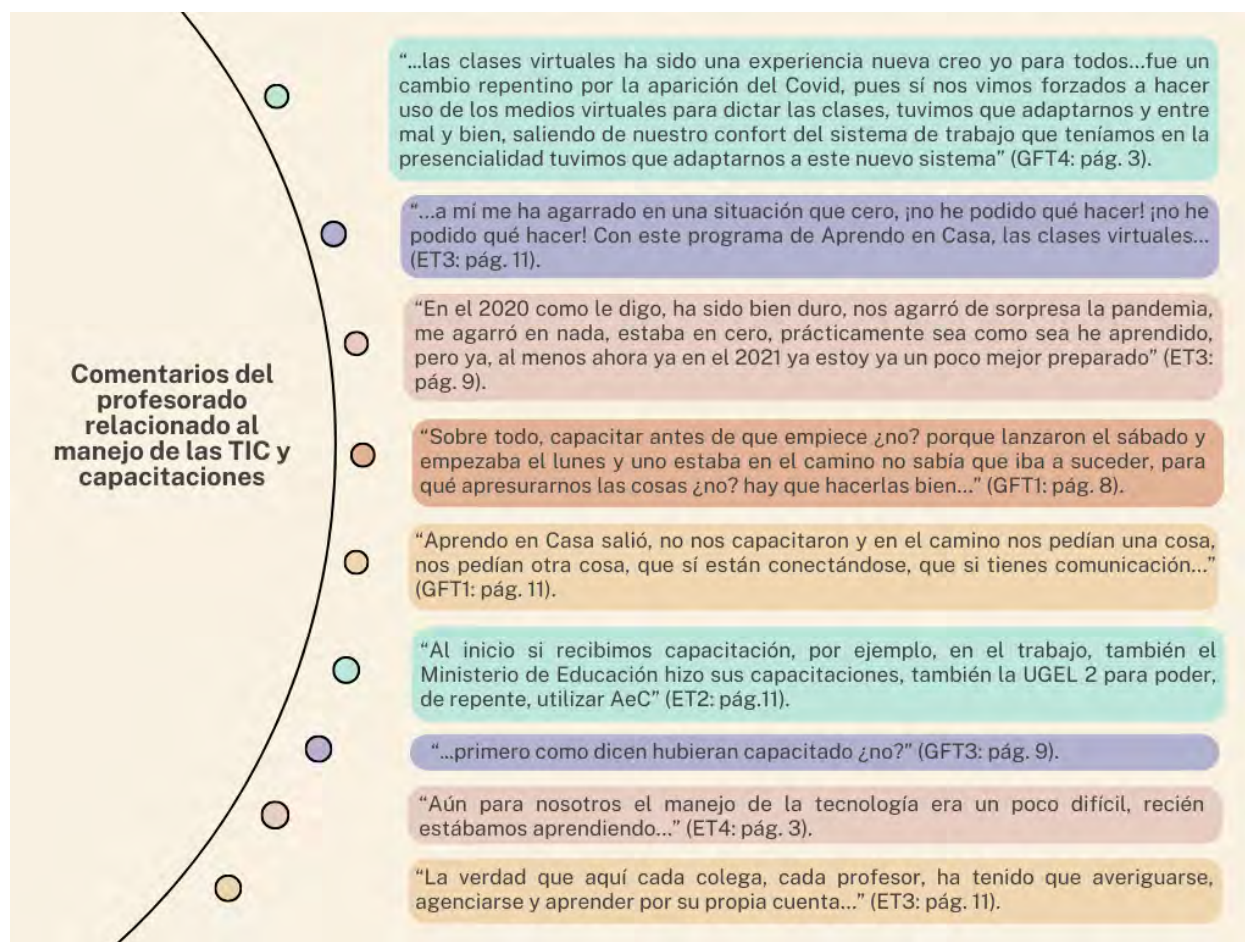 Comentarios del
profesorado
relacionado al
manejo de las TIC y
capacitaciones
“...las clases virtuales ha sido una experiencia nueva creo yo para todos...fue un
cambio repentino por la aparición del Covid, pues sí nos vimos forzados a hacer
uso de los medios virtuales para dictar las clases, tuvimos que adaptarnos y entre
mal y bien, saliendo de nuestro confort del sistema de trabajo que teníamos en la
presencialidad tuvimos que adaptarnos a este nuevo sistema” (GFT4: pág. 3).
“...a mí me ha agarrado en una situación que cero, ¡no he podido qué hacer! ¡no he
podido qué hacer! Con este programa de Aprendo en Casa, las clases virtuales...
(ET3: pág. 11).
“En el 2020 como le digo, ha sido bien duro, nos agarró de sorpresa la pandemia,
me agarró en nada, estaba en cero, prácticamente sea como sea he aprendido,
pero ya, al menos ahora ya en el 2021 ya estoy ya un poco mejor preparado” (ET3:
pág. 9).
“Sobre todo, capacitar antes de que empiece ¿no? porque lanzaron el sábado y
empezaba el lunes y uno estaba en el camino no sabía que iba a suceder, para
qué apresurarnos las cosas ¿no? hay que hacerlas bien...” (GFT1: pág. 8).
“Aprendo en Casa salió, no nos capacitaron y en el camino nos pedían una cosa,
nos pedían otra cosa, que sí están conectándose, que si tienes comunicación...”
(GFT1: pág. 11).
“Al inicio si recibimos capacitación, por ejemplo, en el trabajo, también el
Ministerio de Educación hizo sus capacitaciones, también la UGEL 2 para poder,
de repente, utilizar AeC” (ET2: pág.11).
“...primero como dicen hubieran capacitado ¿no?” (GFT3: pág. 9).
“Aún para nosotros el manejo de la tecnología era un poco difícil, recién
estábamos aprendiendo...” (ET4: pág. 3).
“La verdad que aquí cada colega, cada profesor, ha tenido que averiguarse,
agenciarse y aprender por su propia cuenta...” (ET3: pág. 11).